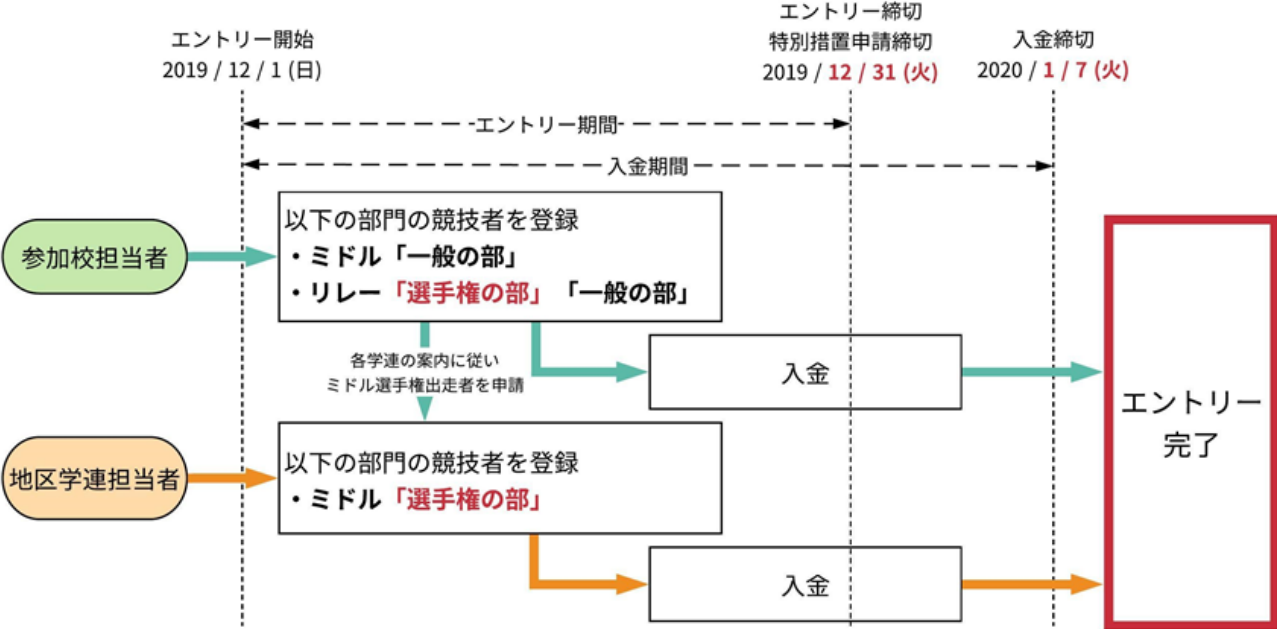 エントリー開始
2019 / 12 / 1 (日)
エントリー締切
特別措置申請締切
2019 / 12 / 31 (火)
入金締切
2020 / 1 / 7 (火)
エントリー期間
入金期間
参加校担当者
以下の部門の競技者を登録
・ミドル「一般の部」
・リレー「選手権の部」「一般の部」
各学連の案内に従い
ミドル選手権出走者を申請
入金
エントリー
完了
地区学連担当者
以下の部門の競技者を登録
・ミドル「選手権の部」
入金